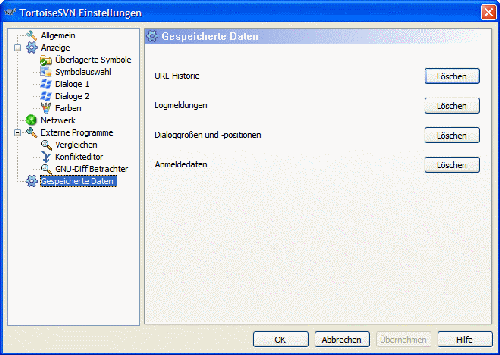 TortoiseSVN Einstellungen
Allgemein
Anzeige
Überlagerte Symbole
Symbolauswahl
Dialoge 1
Dialoge 2
Farben
Netzwerk
Externe Programme
Vergleichen
Konflikteditor
GNU-Diff Betrachter
Gespeicherte Daten
Gespeicherte Daten
URL Historie Löschen
Logmeldungen Löschen
Dialoggrößen und -positionen Löschen
Anmeldedaten Löschen
OK Abbrechen Übernehmen Hilfe